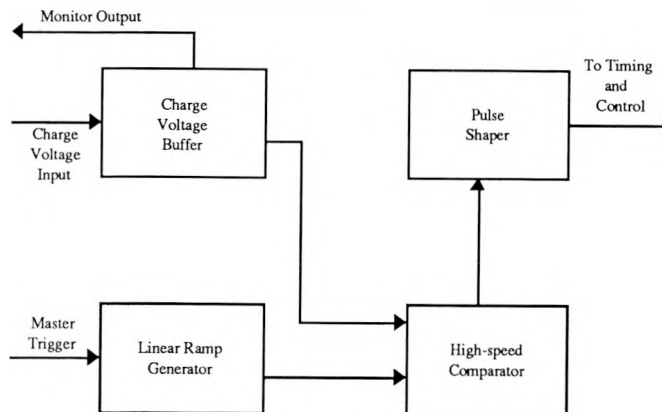 Monitor Output
Charge
Voltage
Buffer
Charge
Voltage
Input
To Timing
and
Control
Pulse
Shaper
Master
Trigger
Linear Ramp
Generator
High-speed
Comparator